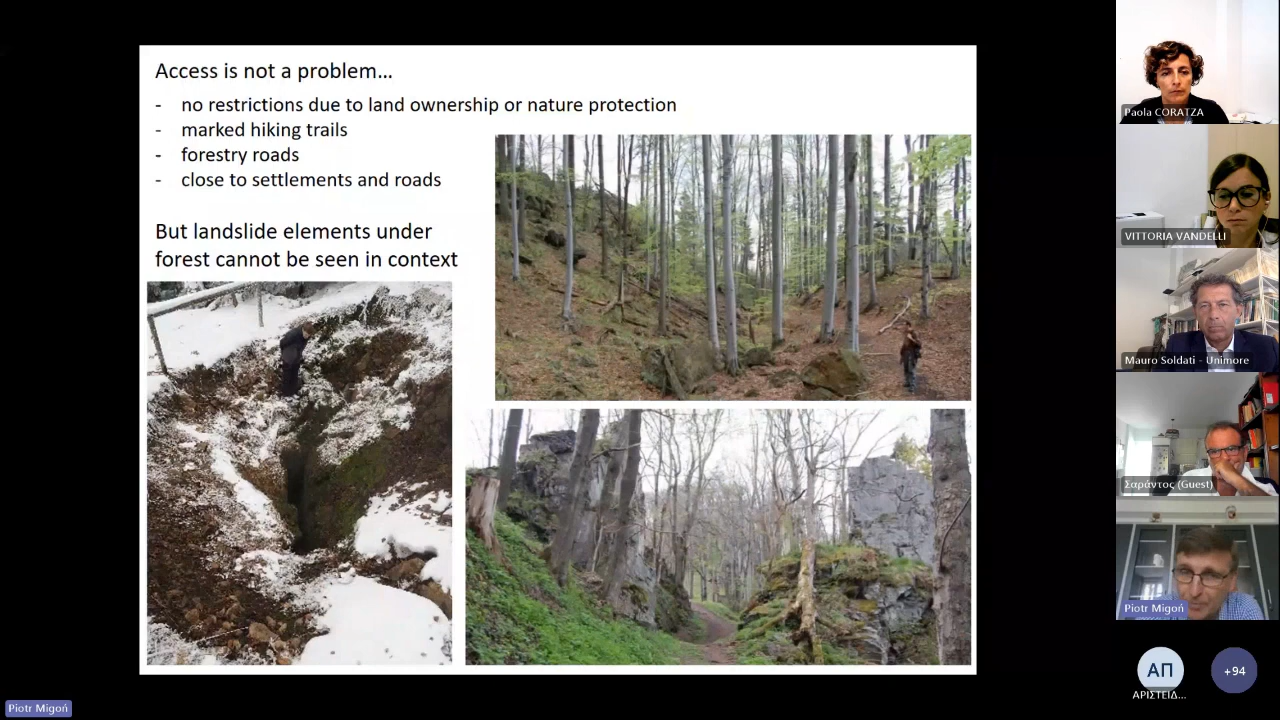 Access is not a problem...
- no restrictions due to land ownership or nature protection
- marked hiking trails
- forestry roads
- close to settlements and roads
But landslide elements under
forest cannot be seen in context
Paola CORATZA
VITTORIA VANDELLI
Mauro Soldati - Unimore
Σαράντος (Guest)
Piotr Migoń
ΑΠ
+94
ΑΡΙΣΤΕΙΔ...
Piotr Migoń